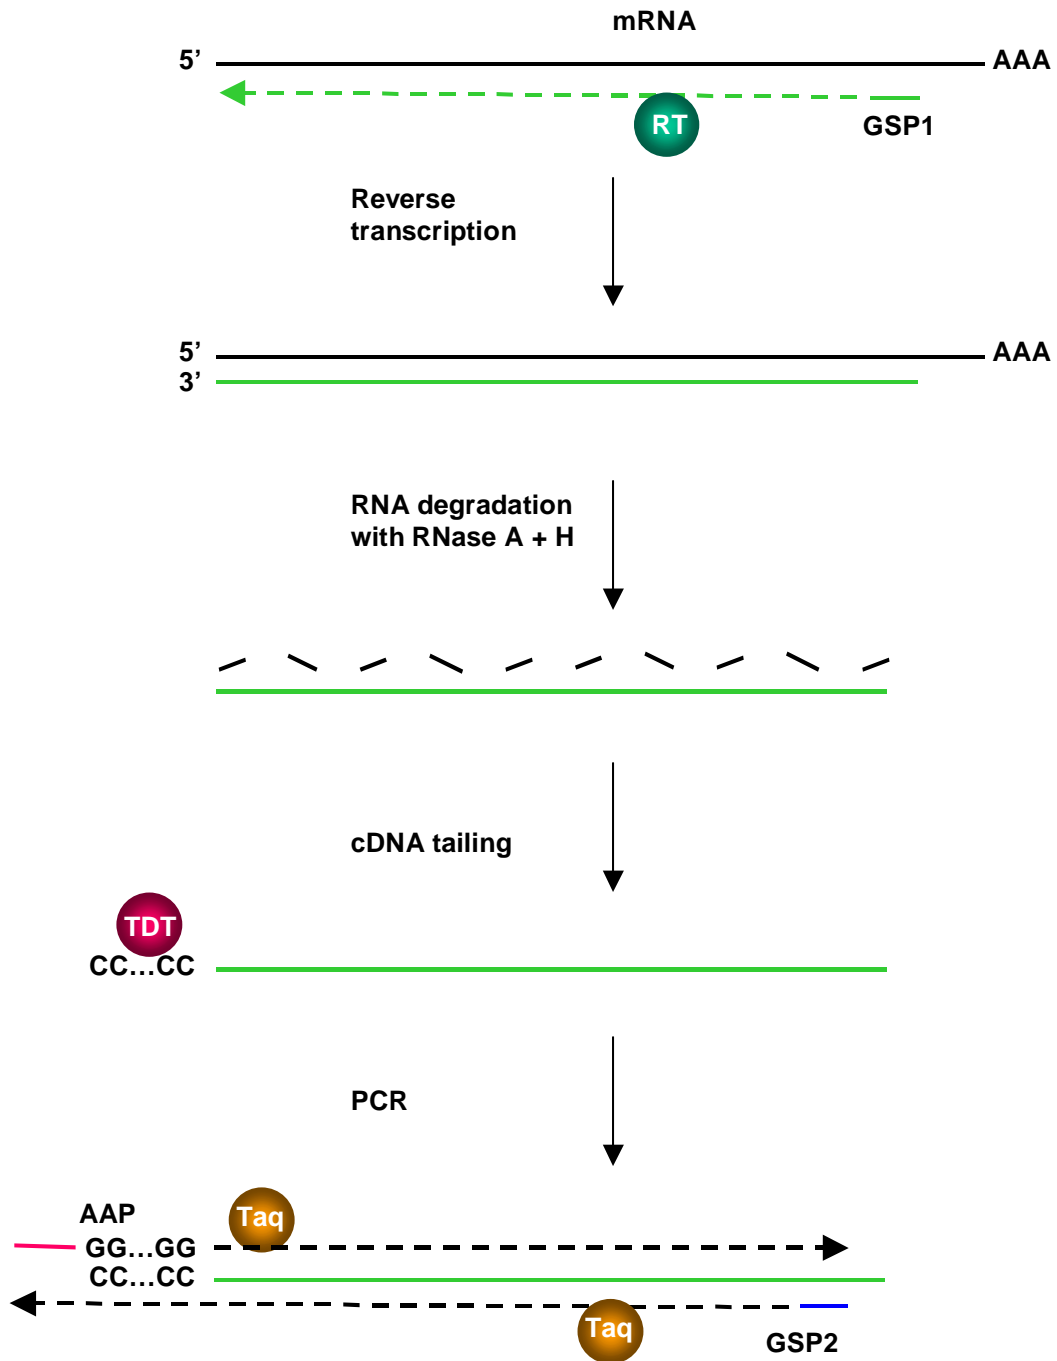 mRNA
5’ AAA
RT
GSP1
Reverse
transcription
5’ AAA
3’
RNA degradation
with RNase A + H
cDNA tailing
TDT
CC...CC
PCR
AAP
Taq
GG...GG
CC...CC
Taq
GSP2